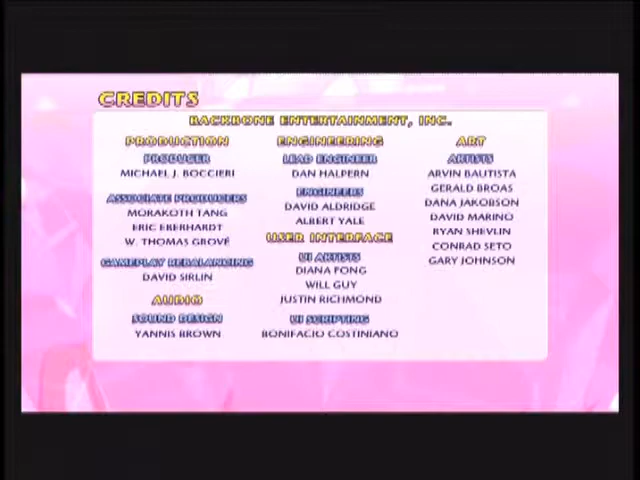 CREDITS
BACKBONE ENTERTAINMENT, INC.
PRODUCTION
PRODUCER
MICHAEL J. BOCCIERI
ASSOCIATE PRODUCERS
MORAKOTH TANG
ERIC EBERHARDT
W. THOMAS GROVÉ
GAMEPLAY REBALANCING
DAVID SIRLIN
AUDIO
SOUND DESIGN
YANNIS BROWN
ENGINEERING
LEAD ENGINEER
DAN HALPERN
ENGINEERS
DAVID ALDRIDGE
ALBERT YALE
USER INTERFACE
UI ARTISTS
DIANA FONG
WILL GUY
JUSTIN RICHMOND
UI SCRIPTING
BONIFACIO COSTINIANO
ART
ARTISTS
ARVIN BAUTISTA
GERALD BROAS
DANA JAKOBSON
DAVID MARINO
RYAN SHEVLIN
CONRAD SETO
GARY JOHNSON